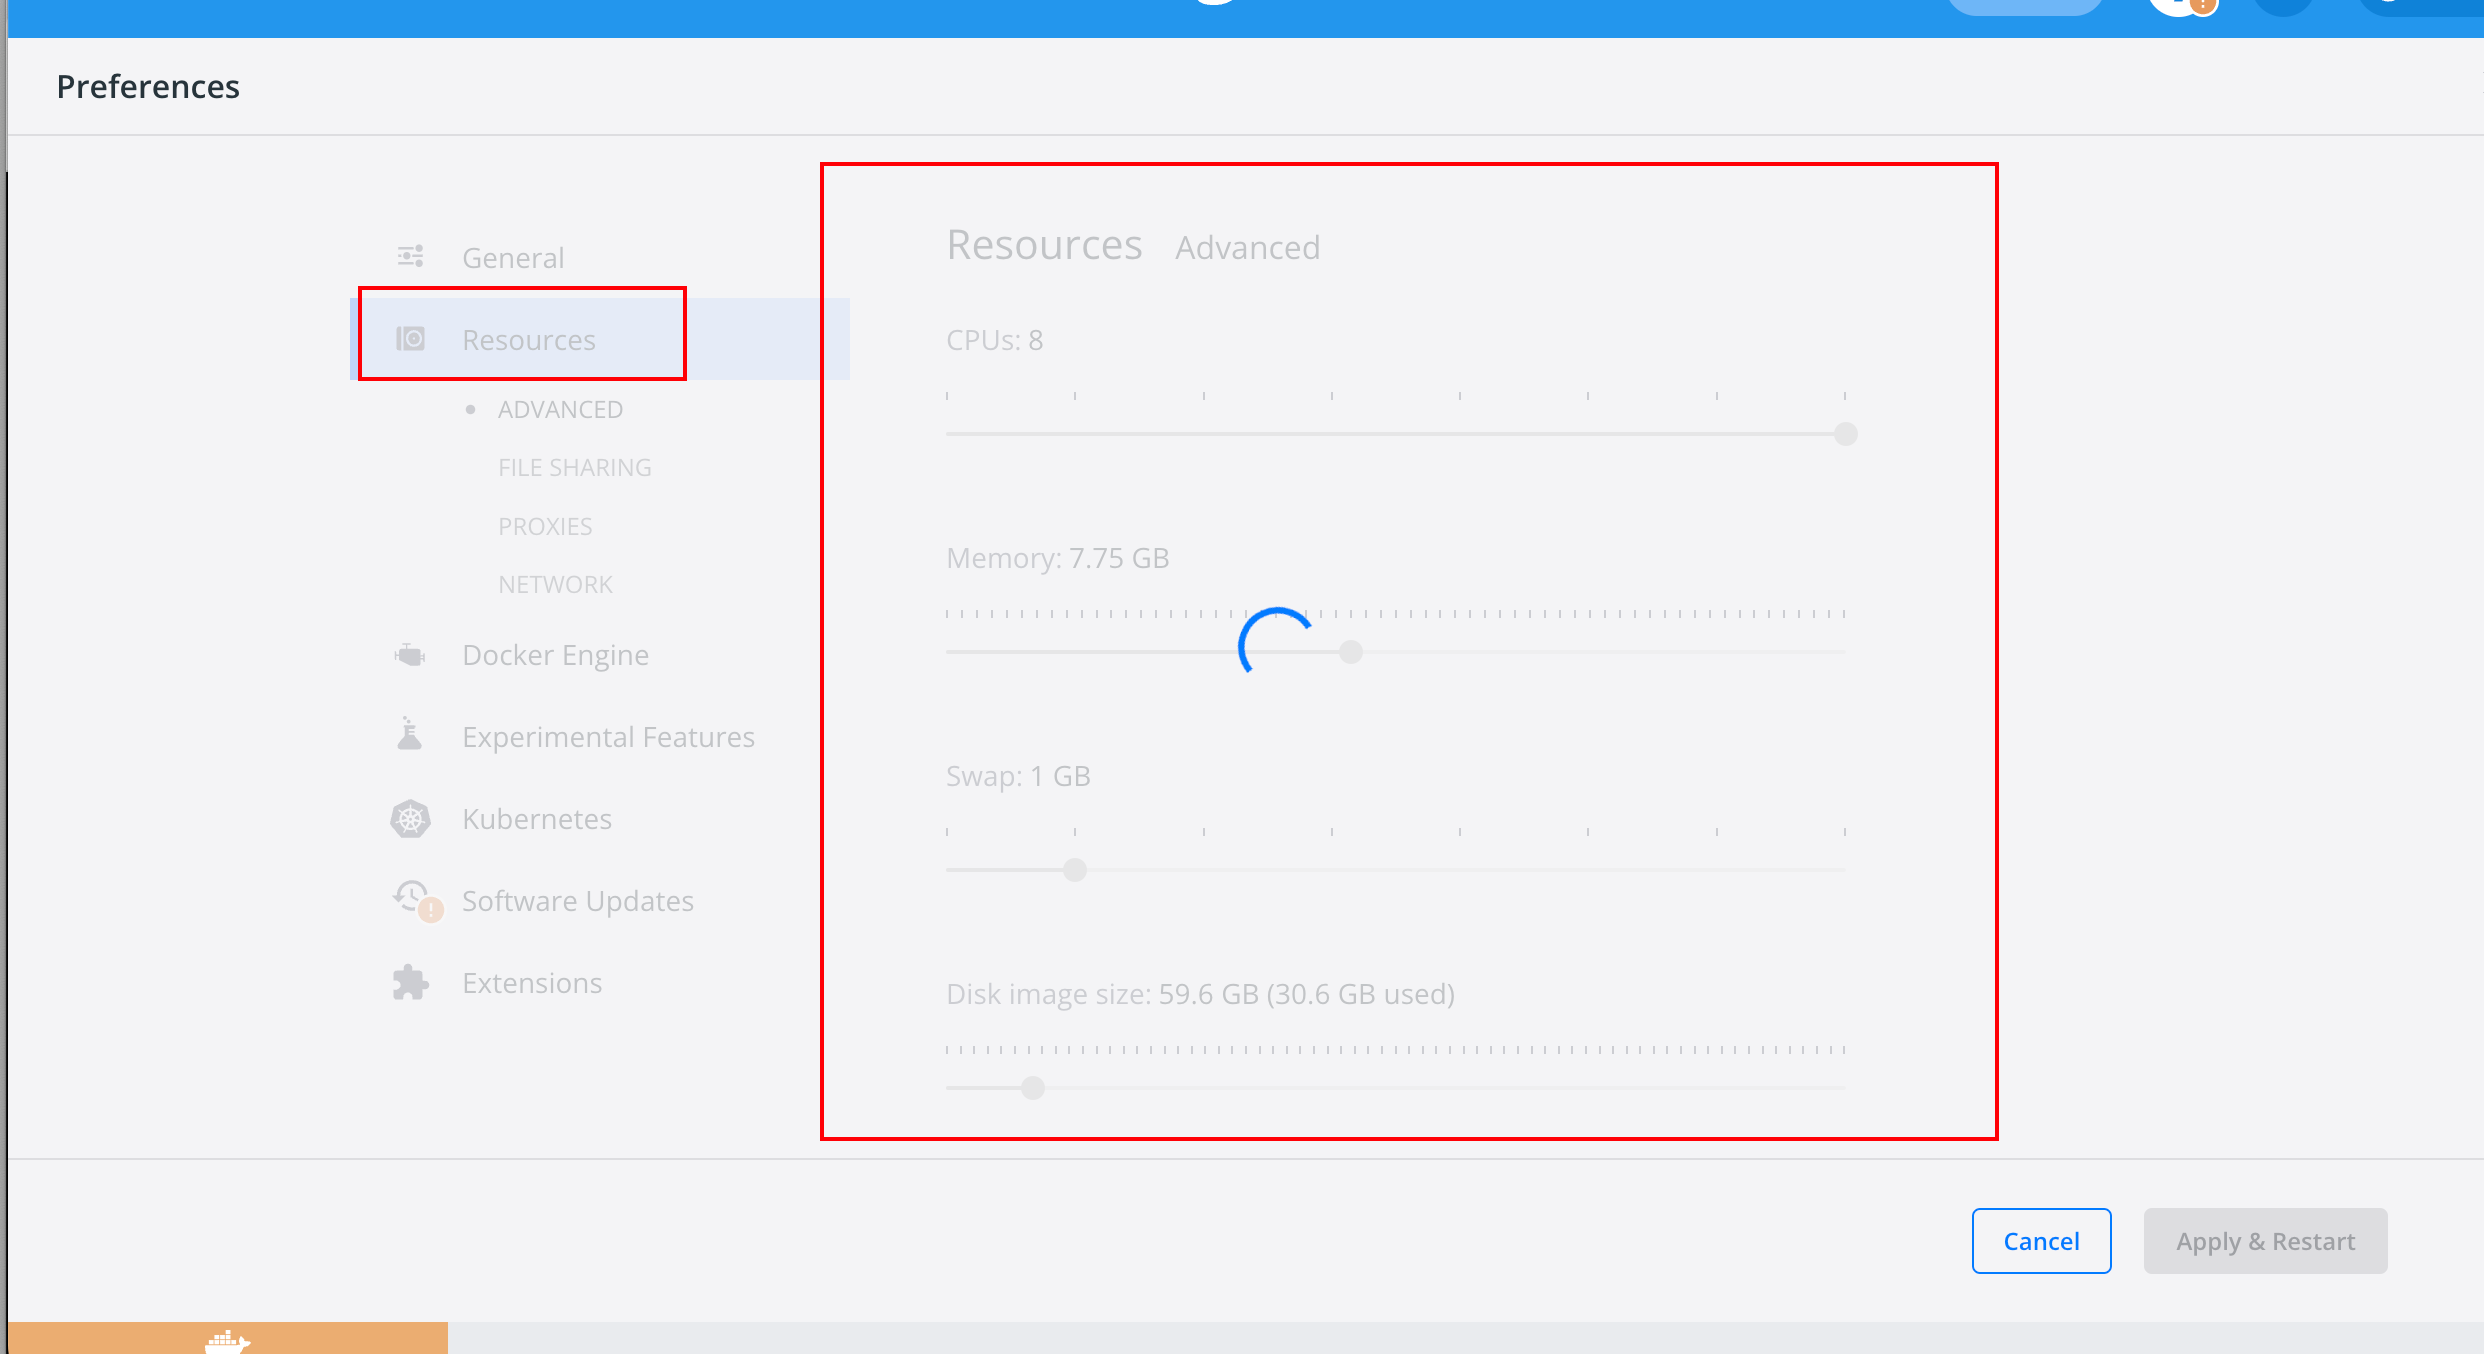 Preferences
General
Resources
ADVANCED
FILE SHARING
PROXIES
NETWORK
Docker Engine
Experimental Features
Kubernetes
Software Updates
Extensions
Resources Advanced
CPUs: 8
Memory: 7.75 GB
Swap: 1 GB
Disk image size: 59.6 GB (30.6 GB used)
Cancel
Apply & Restart